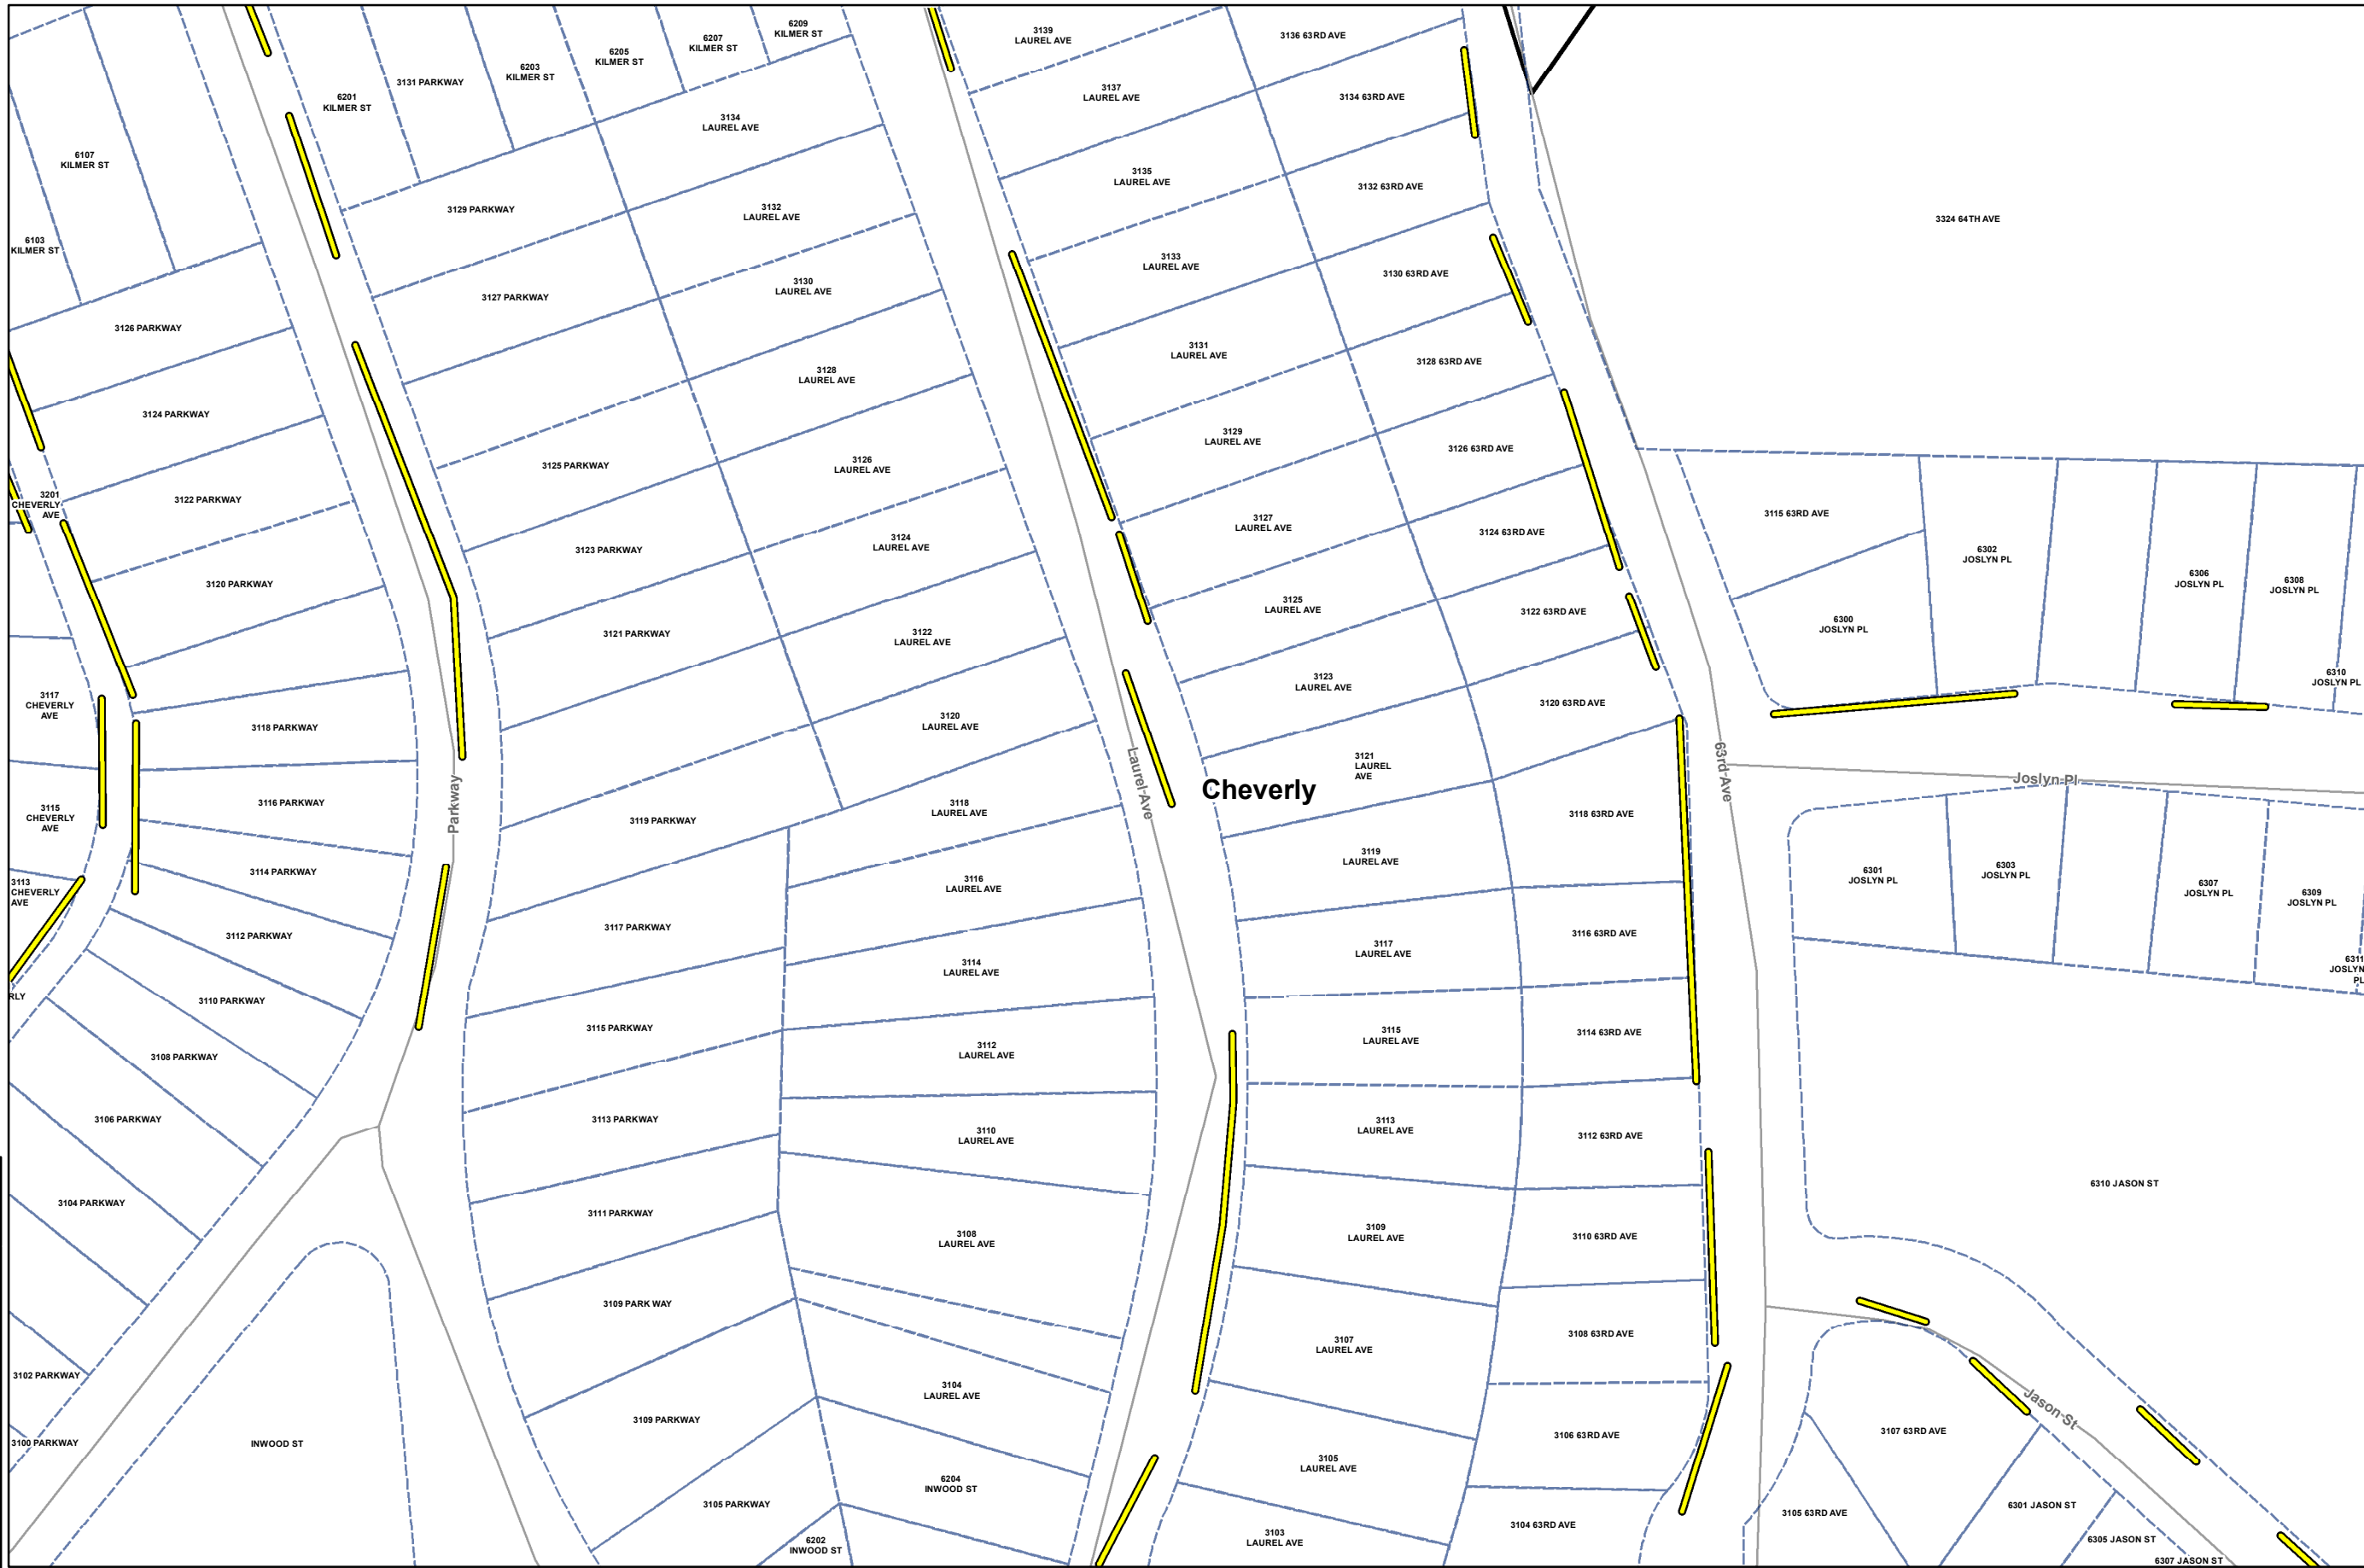 6209
KILMER ST
6207
KILMER ST
6205
KILMER ST
6203
KILMER ST
3131 PARKWAY
6201
KILMER ST
6107
KILMER ST
6103
KILMER ST
3139
LAUREL AVE
3136 63RD AVE
3137
LAUREL AVE
3134 63RD AVE
3134
LAUREL AVE
3135
LAUREL AVE
3132 63RD AVE
3129 PARKWAY
3132
LAUREL AVE
3324 64TH AVE
3133
LAUREL AVE
3130 63RD AVE
3127 PARKWAY
3130
LAUREL AVE
3126 PARKWAY
3131
LAUREL AVE
3128 63RD AVE
3128
LAUREL AVE
3124 PARKWAY
3129
LAUREL AVE
3126 63RD AVE
3125 PARKWAY
3126
LAUREL AVE
3201
CHEVERLY
AVE
3122 PARKWAY
3127
LAUREL AVE
3124 63RD AVE
3115 63RD AVE
3123 PARKWAY
3124
LAUREL AVE
6302
JOSLYN PL
6306
JOSLYN PL
6308
JOSLYN PL
3120 PARKWAY
3125
LAUREL AVE
3122 63RD AVE
6300
JOSLYN PL
3121 PARKWAY
3122
LAUREL AVE
3123
LAUREL AVE
6310
JOSLYN PL
3117
CHEVERLY
AVE
3118 PARKWAY
3120
LAUREL AVE
3120 63RD AVE
3121
LAUREL
AVE
63rd Ave
Joslyn Pl
Laurel Ave
Cheverly
Parkway
3116 PARKWAY
3115
CHEVERLY
AVE
3119 PARKWAY
3118
LAUREL AVE
3118 63RD AVE
3119
LAUREL AVE
3114 PARKWAY
3113
CHEVERLY
AVE
3116
LAUREL AVE
6301
JOSLYN PL
6303
JOSLYN PL
6307
JOSLYN PL
6309
JOSLYN PL
3112 PARKWAY
3117 PARKWAY
3117
LAUREL AVE
3116 63RD AVE
6311
JOSLYN
PL
3114
LAUREL AVE
RLY
3110 PARKWAY
3115 PARKWAY
3115
LAUREL AVE
3114 63RD AVE
3112
LAUREL AVE
3108 PARKWAY
3106 PARKWAY
3113 PARKWAY
3110
LAUREL AVE
3113
LAUREL AVE
3112 63RD AVE
6310 JASON ST
3104 PARKWAY
3111 PARKWAY
3108
LAUREL AVE
3109
LAUREL AVE
3110 63RD AVE
3109 PARK WAY
3107
LAUREL AVE
3108 63RD AVE
3102 PARKWAY
3104
LAUREL AVE
Jason St
3109 PARKWAY
3107 63RD AVE
3106 63RD AVE
3100 PARKWAY
INWOOD ST
3105
LAUREL AVE
6204
INWOOD ST
3105 PARKWAY
6301 JASON ST
3105 63RD AVE
3104 63RD AVE
3103
LAUREL AVE
6202
INWOOD ST
6305 JASON ST
6307 JASON ST